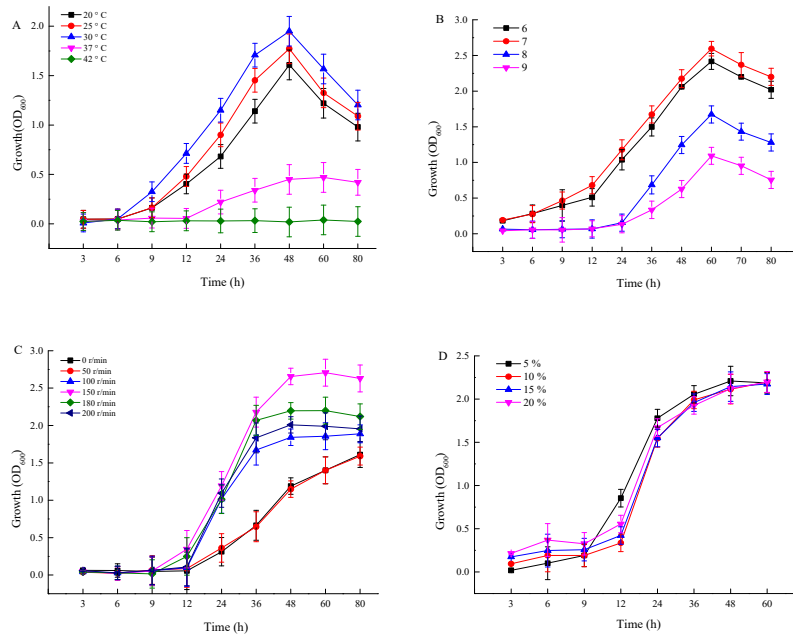 A
20 ° C
25 ° C
30 ° C
37 ° C
42 ° C
Growth(OD600)
2.0
1.5
1.0
0.5
0.0
3 6 9 12 24 36 48 60 80
Time (h)
B
6
7
8
9
Growth (OD600)
3.0
2.5
2.0
1.5
1.0
0.5
0.0
3 6 9 12 24 36 48 60 70 80
Time (h)
C
0 r/min
50 r/min
100 r/min
150 r/min
180 r/min
200 r/min
Growth (OD600)
3.0
2.5
2.0
1.5
1.0
0.5
0.0
3 6 9 12 24 36 48 60 80
Time (h)
D
5 %
10 %
15 %
20 %
Growth (OD600)
2.5
2.0
1.5
1.0
0.5
0.0
3 6 9 12 24 36 48 60
Time (h)